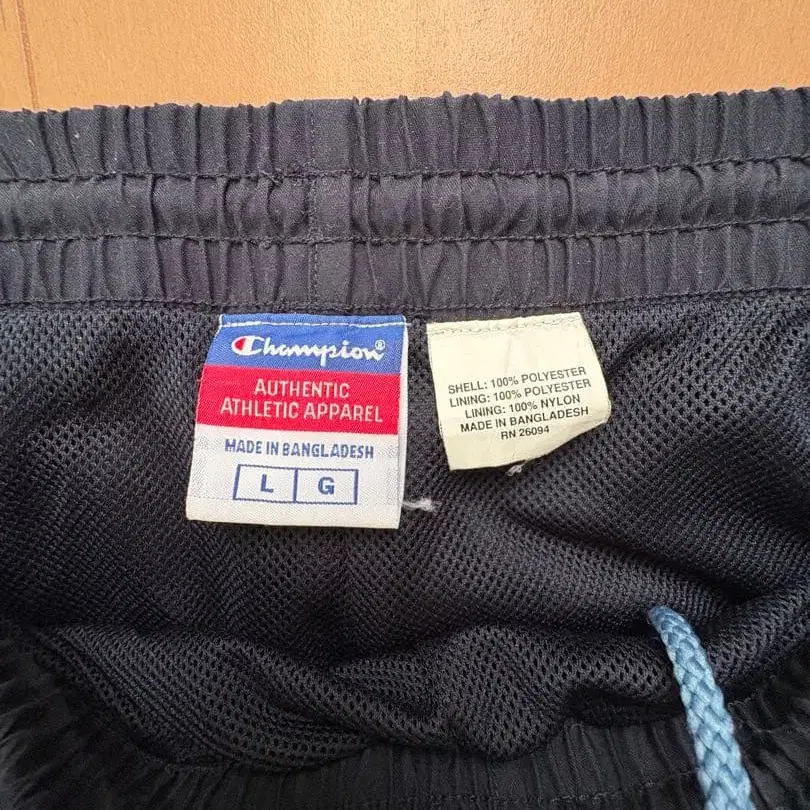 Champion®
AUTHENTIC
ATHLETIC APPAREL
MADE IN BANGLADESH
L G
SHELL: 100% POLYESTER
LINING: 100% POLYESTER
LINING: 100% NYLON
MADE IN BANGLADESH
RN 26094